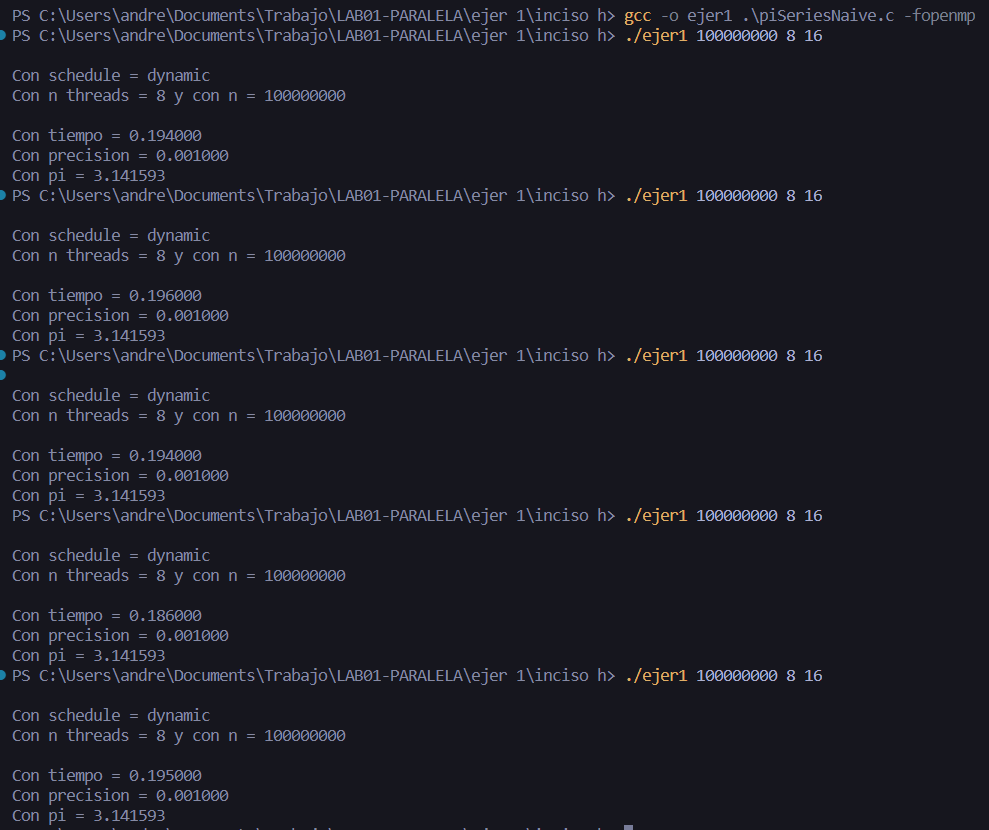 PS C:\Users\andre\Documents\Trabajo\LAB01-PARALELA\ejer 1\inciso h> gcc -o ejer1 .\piSeriesNaive.c -fopenmp
PS C:\Users\andre\Documents\Trabajo\LAB01-PARALELA\ejer 1\inciso h> ./ejer1 100000000 8 16
Con schedule = dynamic
Con n threads = 8 y con n = 100000000
Con tiempo = 0.194000
Con precision = 0.001000
Con pi = 3.141593
PS C:\Users\andre\Documents\Trabajo\LAB01-PARALELA\ejer 1\inciso h> ./ejer1 100000000 8 16
Con schedule = dynamic
Con n threads = 8 y con n = 100000000
Con tiempo = 0.196000
Con precision = 0.001000
Con pi = 3.141593
PS C:\Users\andre\Documents\Trabajo\LAB01-PARALELA\ejer 1\inciso h> ./ejer1 100000000 8 16
Con schedule = dynamic
Con n threads = 8 y con n = 100000000
Con tiempo = 0.194000
Con precision = 0.001000
Con pi = 3.141593
PS C:\Users\andre\Documents\Trabajo\LAB01-PARALELA\ejer 1\inciso h> ./ejer1 100000000 8 16
Con schedule = dynamic
Con n threads = 8 y con n = 100000000
Con tiempo = 0.186000
Con precision = 0.001000
Con pi = 3.141593
PS C:\Users\andre\Documents\Trabajo\LAB01-PARALELA\ejer 1\inciso h> ./ejer1 100000000 8 16
Con schedule = dynamic
Con n threads = 8 y con n = 100000000
Con tiempo = 0.195000
Con precision = 0.001000
Con pi = 3.141593